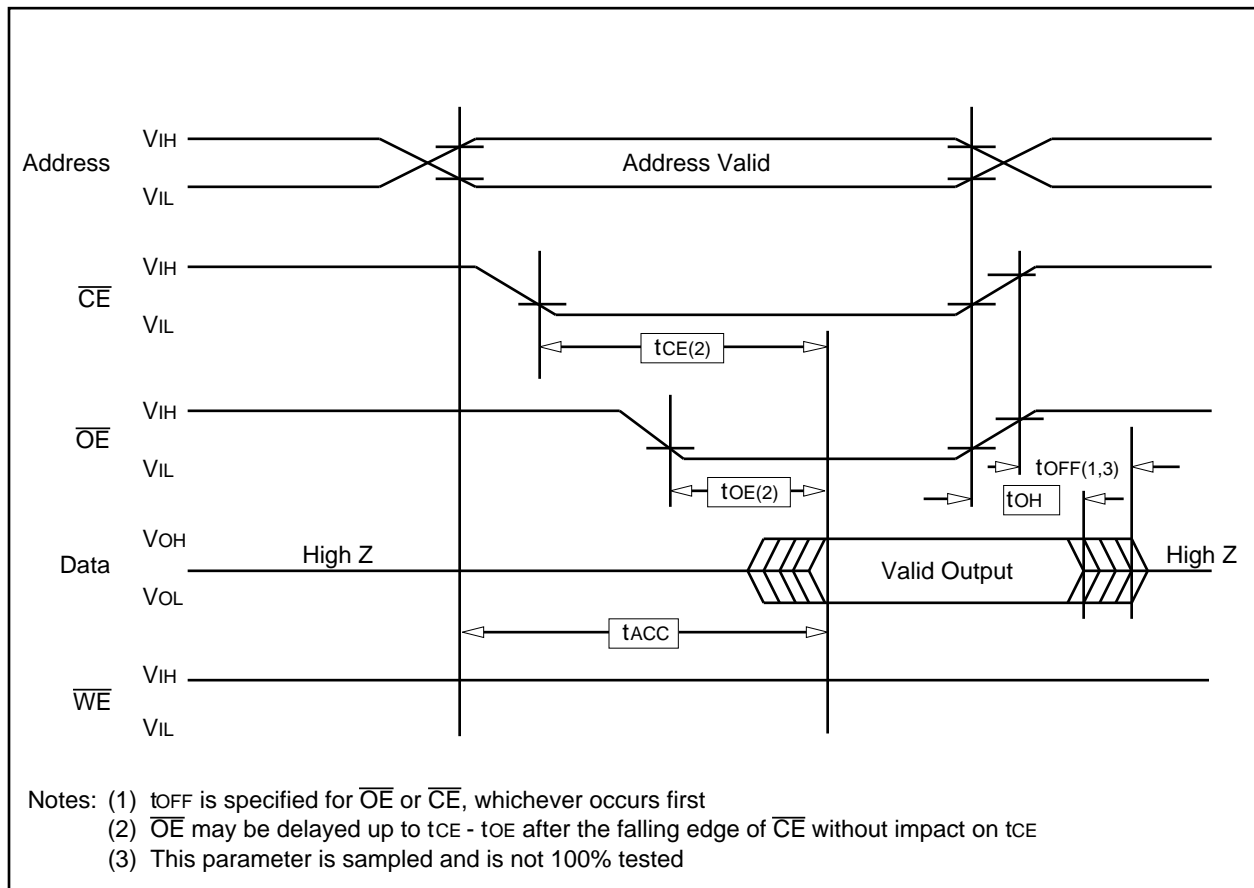 VIH
Address
Address Valid
VIL
VIH
CE
VIL
tCE(2)
VIH
OE
VIL
tOFF(1,3)
tOE(2)
tOH
VOH
High Z
Data
Valid Output
High Z
VOL
tACC
VIH
WE
VIL
Notes: (1) tOFF is specified for OE or CE, whichever occurs first
(2) OE may be delayed up to tCE - tOE after the falling edge of CE without impact on tCE
(3) This parameter is sampled and is not 100% tested